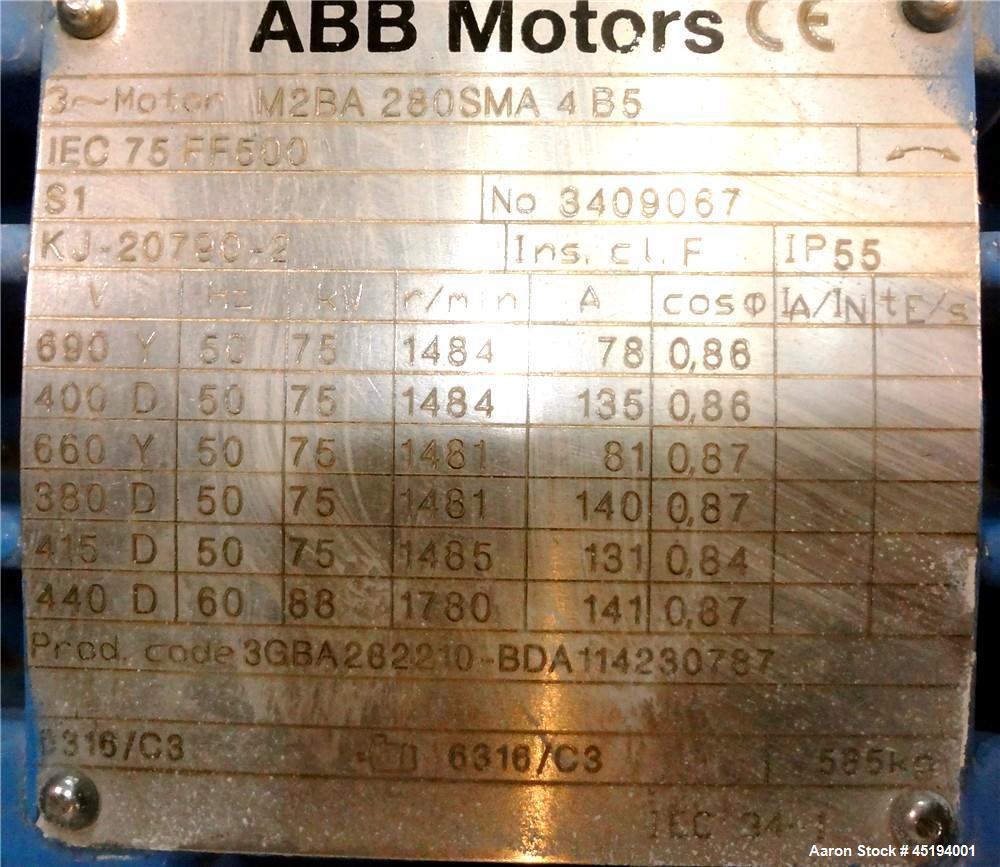 ABB Motors CE
3~Motor M2BA 280SMA 4 B5
IEC 75 FF500
S1 No 3409067
KJ-20790-2 Ins. cl. F IP55
V Hz kW r/min A cosφ IA/IN tE/s
690 Y 50 75 1484 78 0,86
400 D 50 75 1484 135 0,86
660 Y 50 75 1481 81 0,87
380 D 50 75 1481 140 0,87
415 D 50 75 1485 131 0,84
440 D 60 88 1780 141 0,87
Prod. code 3GBA282210-BDA114230787
6316/C3 6316/C3 585kg
IEC 34-1
Aaron Stock # 45194001